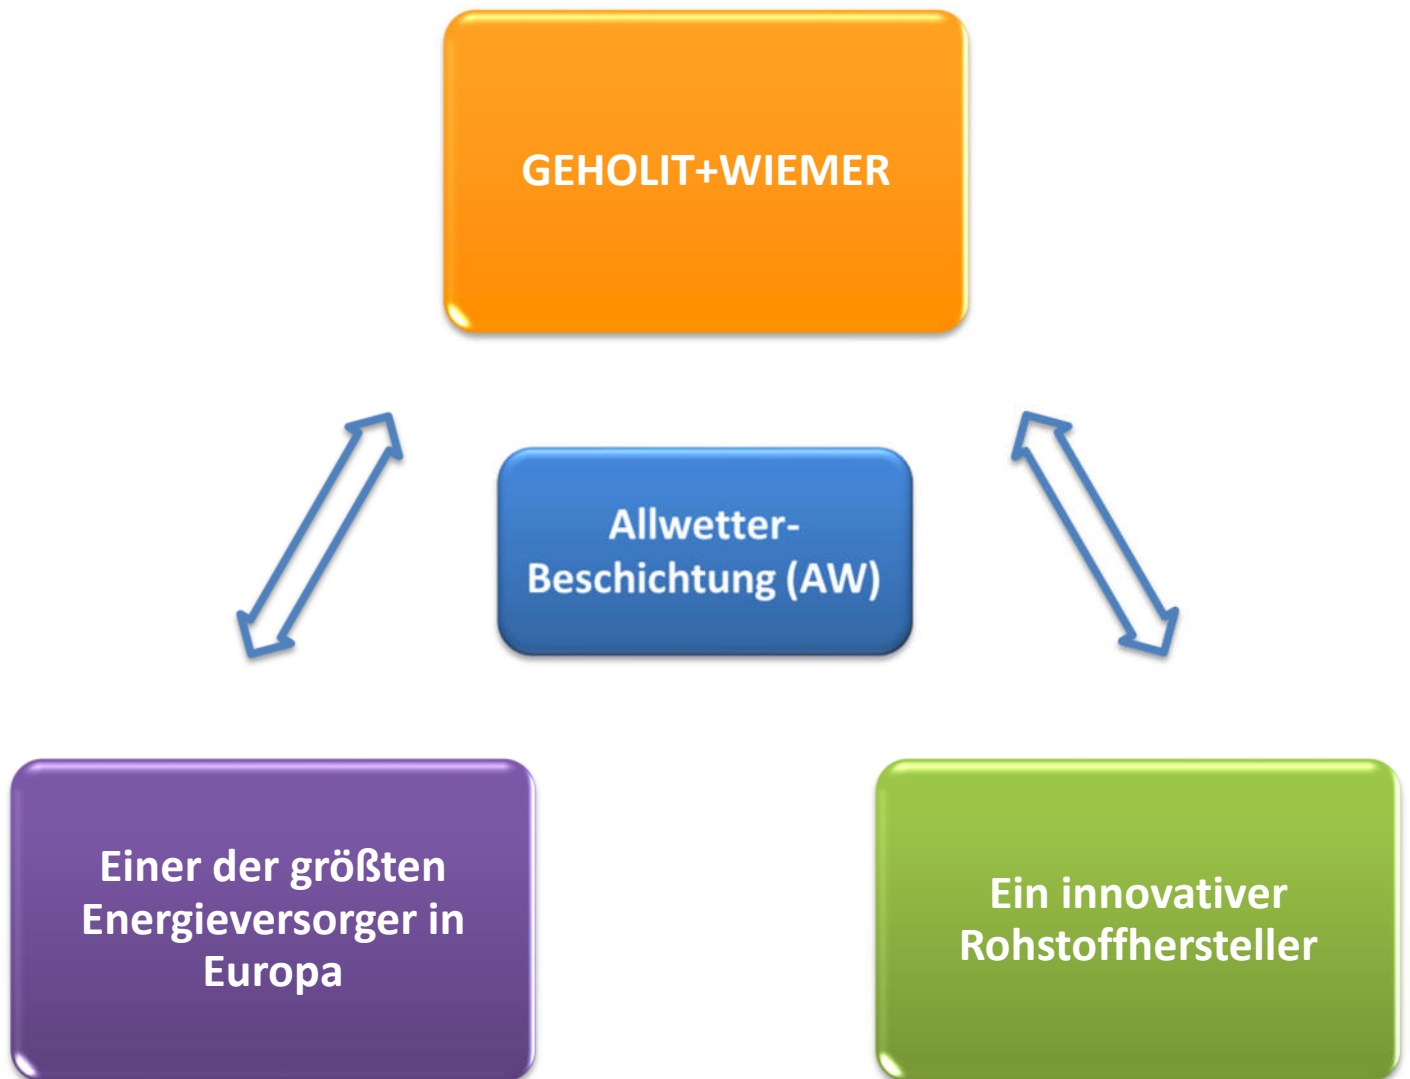 GEHOLIT+WIEMER
Allwetter-
Beschichtung (AW)
Einer der größten
Energieversorger in
Europa
Ein innovativer
Rohstoffhersteller